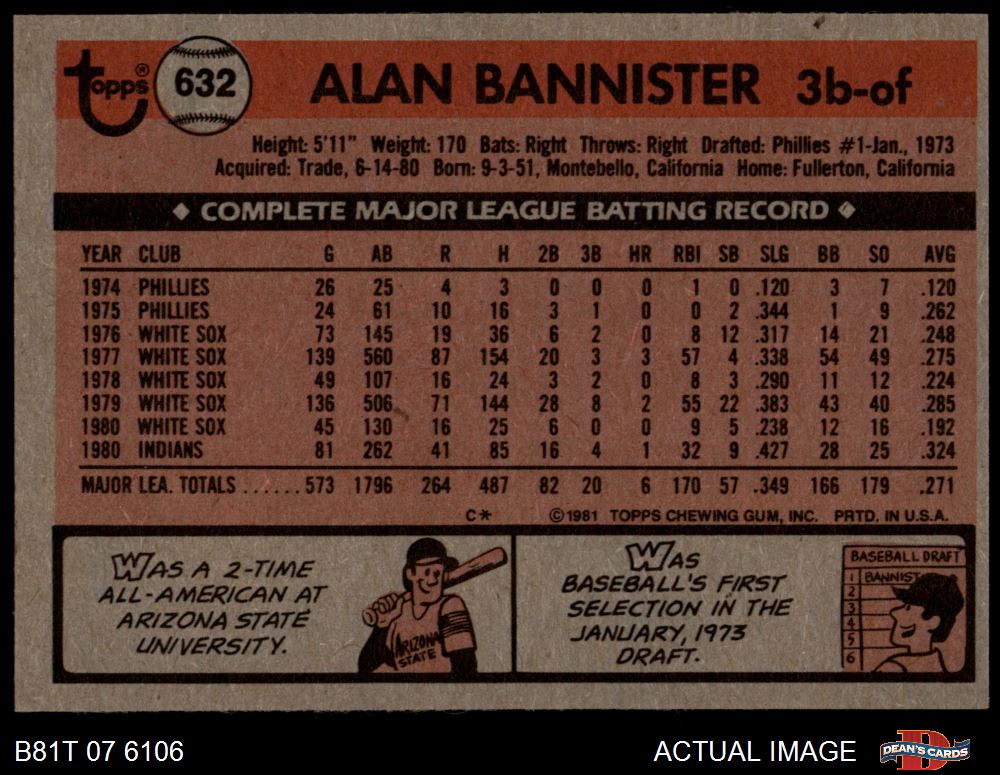 topps® 632 ALAN BANNISTER 3b-of
Height: 5'11" Weight: 170 Bats: Right Throws: Right Drafted: Phillies #1-Jan., 1973
Acquired: Trade, 6-14-80 Born: 9-3-51, Montebello, California Home: Fullerton, California
◆ COMPLETE MAJOR LEAGUE BATTING RECORD ◆
YEAR CLUB G AB R H 2B 3B HR RBI SB SLG BB SO AVG
1974 PHILLIES 26 25 4 3 0 0 0 1 0 .120 3 7 .120
1975 PHILLIES 24 61 10 16 3 1 0 0 2 .344 1 9 .262
1976 WHITE SOX 73 145 19 36 6 2 0 8 12 .317 14 21 .248
1977 WHITE SOX 139 560 87 154 20 3 3 57 4 .338 54 49 .275
1978 WHITE SOX 49 107 16 24 3 2 0 8 3 .290 11 12 .224
1979 WHITE SOX 136 506 71 144 28 8 2 55 22 .383 43 40 .285
1980 WHITE SOX 45 130 16 25 6 0 0 9 5 .238 12 16 .192
1980 INDIANS 81 262 41 85 16 4 1 32 9 .427 28 25 .324
MAJOR LEA. TOTALS ......573 1796 264 487 82 20 6 170 57 .349 166 179 .271
C* ©1981 TOPPS CHEWING GUM, INC. PRTD. IN U.S.A.
WAS A 2-TIME
ALL-AMERICAN AT
ARIZONA STATE
UNIVERSITY.
ARIZONA
STATE
WAS
BASEBALL'S FIRST
SELECTION IN THE
JANUARY, 1973
DRAFT.
BASEBALL DRAFT
1 BANNIST
2
3
4
5
6
B81T 07 6106 ACTUAL IMAGE DEAN'S CARDS